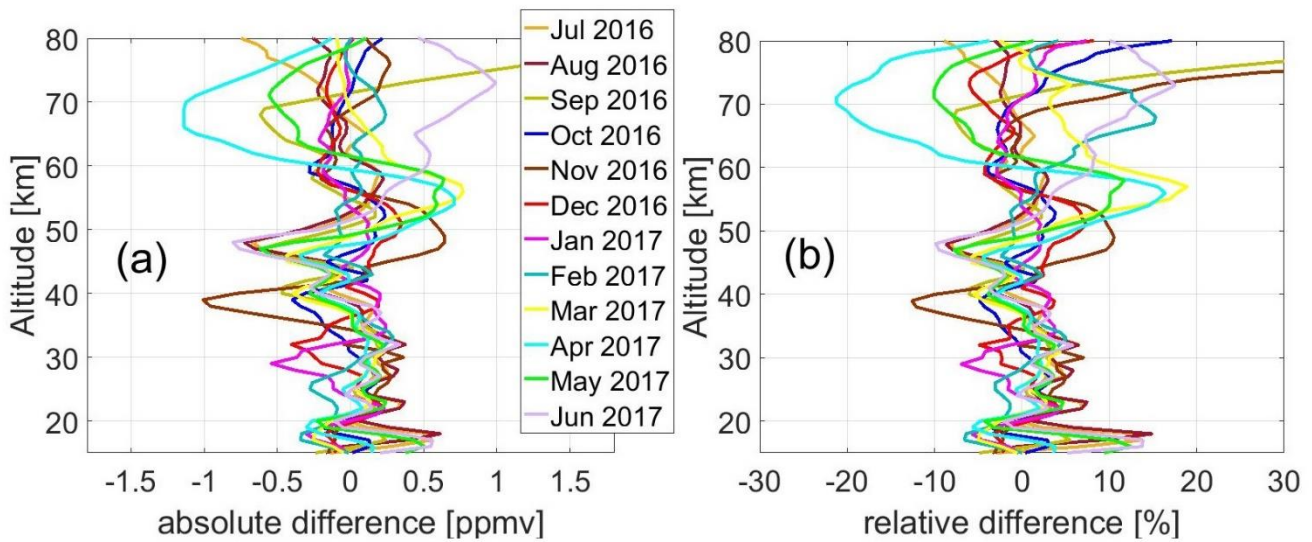 80
70
60
50
40
30
20
Altitude [km]
(a)
-1.5 -1 -0.5 0 0.5 1 1.5
absolute difference [ppmv]
Jul 2016
Aug 2016
Sep 2016
Oct 2016
Nov 2016
Dec 2016
Jan 2017
Feb 2017
Mar 2017
Apr 2017
May 2017
Jun 2017
80
70
60
50
40
30
20
Altitude [km]
(b)
-30 -20 -10 0 10 20 30
relative difference [%]